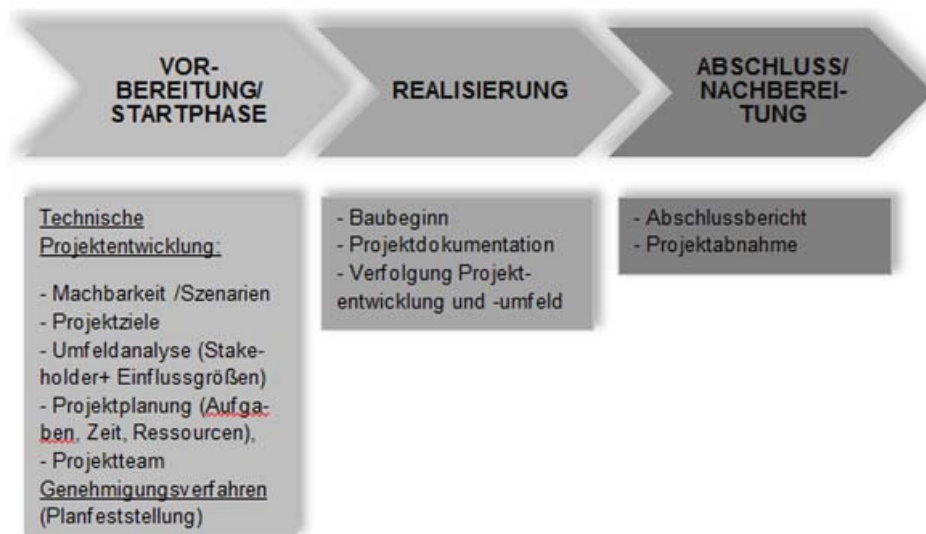 VOR-
BEREITUNG/
STARTPHASE
REALISIERUNG
ABSCHLUSS/
NACHBEREI-
TUNG
Technische
Projektentwicklung:
- Machbarkeit /Szenarien
- Projektziele
- Umfeldanalyse (Stake-
holder+ Einflussgrößen)
- Projektplanung (Aufga-
ben, Zeit, Ressourcen),
- Projektteam
Genehmigungsverfahren
(Planfeststellung)
- Baubeginn
- Projektdokumentation
- Verfolgung Projekt-
entwicklung und -umfeld
- Abschlussbericht
- Projektabnahme